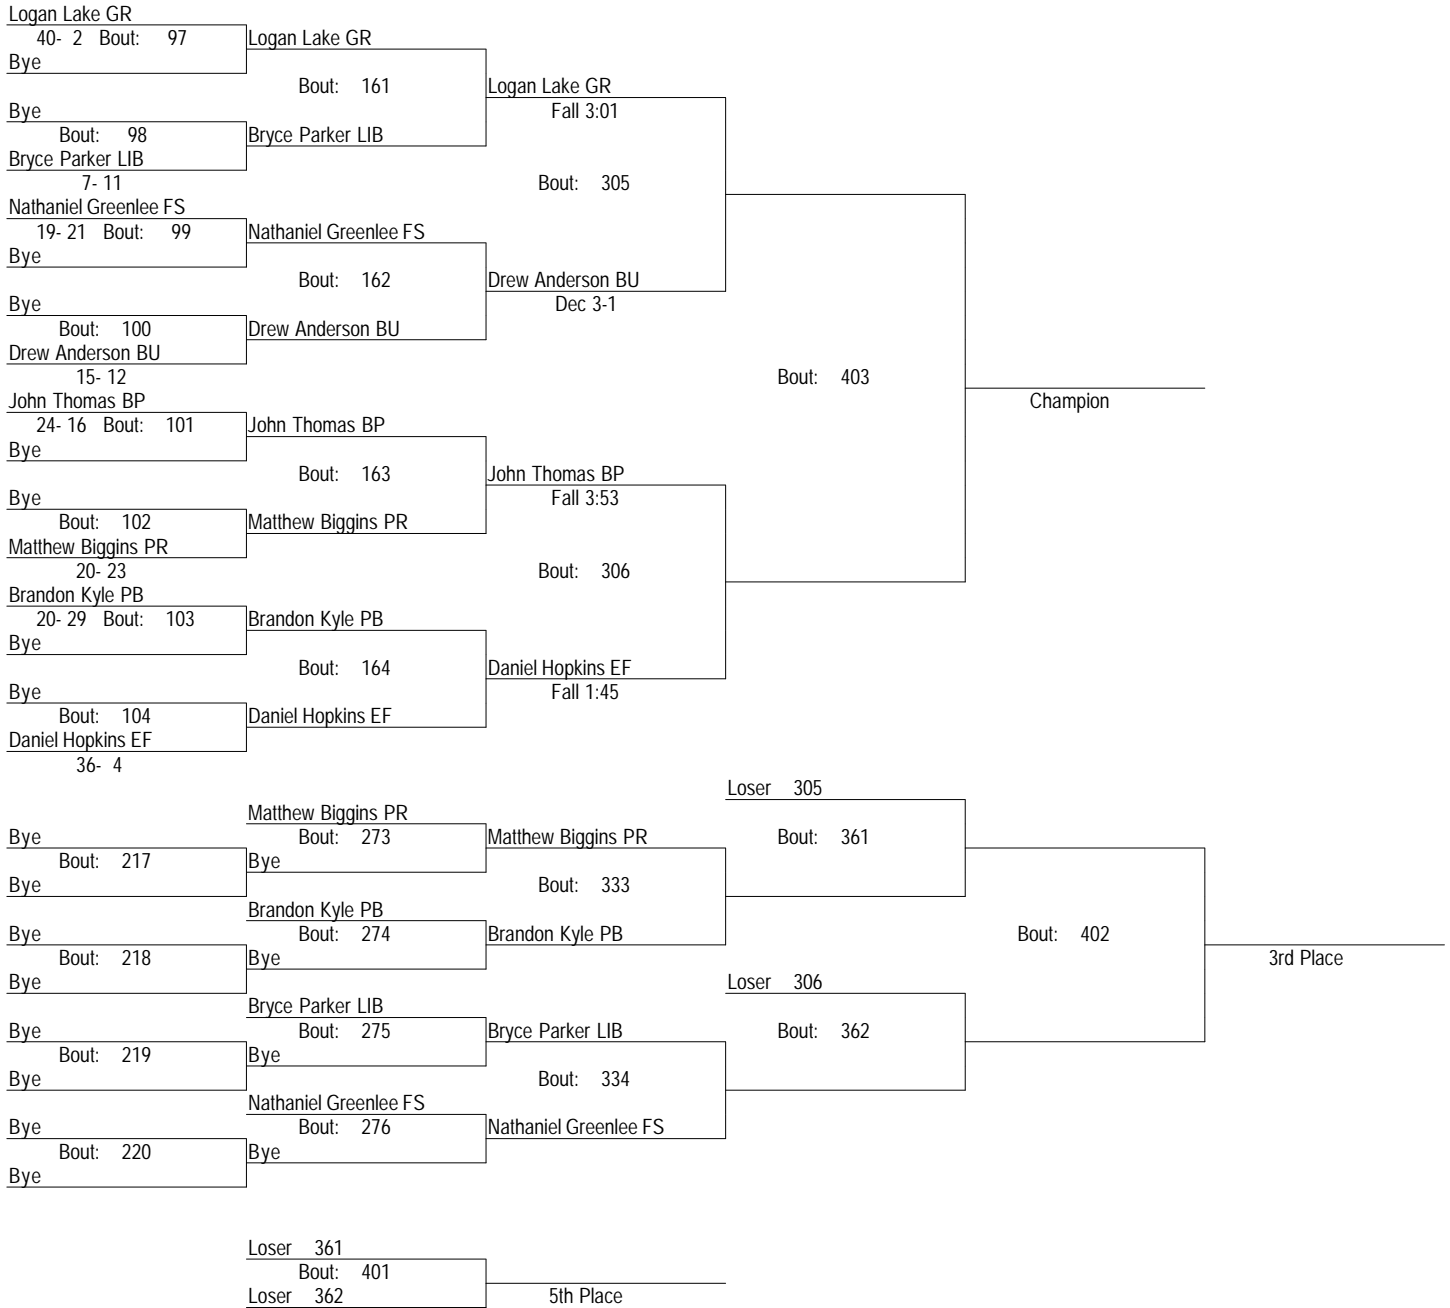 Logan Lake GR
40- 2 Bout: 97 Logan Lake GR
Bye
Bout: 161 Logan Lake GR
Bye Fall 3:01
Bout: 98 Bryce Parker LIB
Bryce Parker LIB
7- 11 Bout: 305
Nathaniel Greenlee FS
19- 21 Bout: 99 Nathaniel Greenlee FS
Bye
Bout: 162 Drew Anderson BU
Bye Dec 3-1
Bout: 100 Drew Anderson BU
Drew Anderson BU
15- 12 Bout: 403
John Thomas BP Champion
24- 16 Bout: 101 John Thomas BP
Bye
Bout: 163 John Thomas BP
Bye Fall 3:53
Bout: 102 Matthew Biggins PR
Matthew Biggins PR
20- 23 Bout: 306
Brandon Kyle PB
20- 29 Bout: 103 Brandon Kyle PB
Bye
Bout: 164 Daniel Hopkins EF
Bye Fall 1:45
Bout: 104 Daniel Hopkins EF
Daniel Hopkins EF
36- 4
Loser 305
Matthew Biggins PR
Bye Bout: 273 Matthew Biggins PR Bout: 361
Bout: 217 Bye
Bye Bout: 333
Brandon Kyle PB
Bye Bout: 274 Brandon Kyle PB Bout: 402
Bout: 218 Bye 3rd Place
Bye Loser 306
Bryce Parker LIB
Bye Bout: 275 Bryce Parker LIB Bout: 362
Bout: 219 Bye
Bye Bout: 334
Nathaniel Greenlee FS
Bye Bout: 276 Nathaniel Greenlee FS
Bout: 220 Bye
Bye
Loser 361
Bout: 401
Loser 362 5th Place